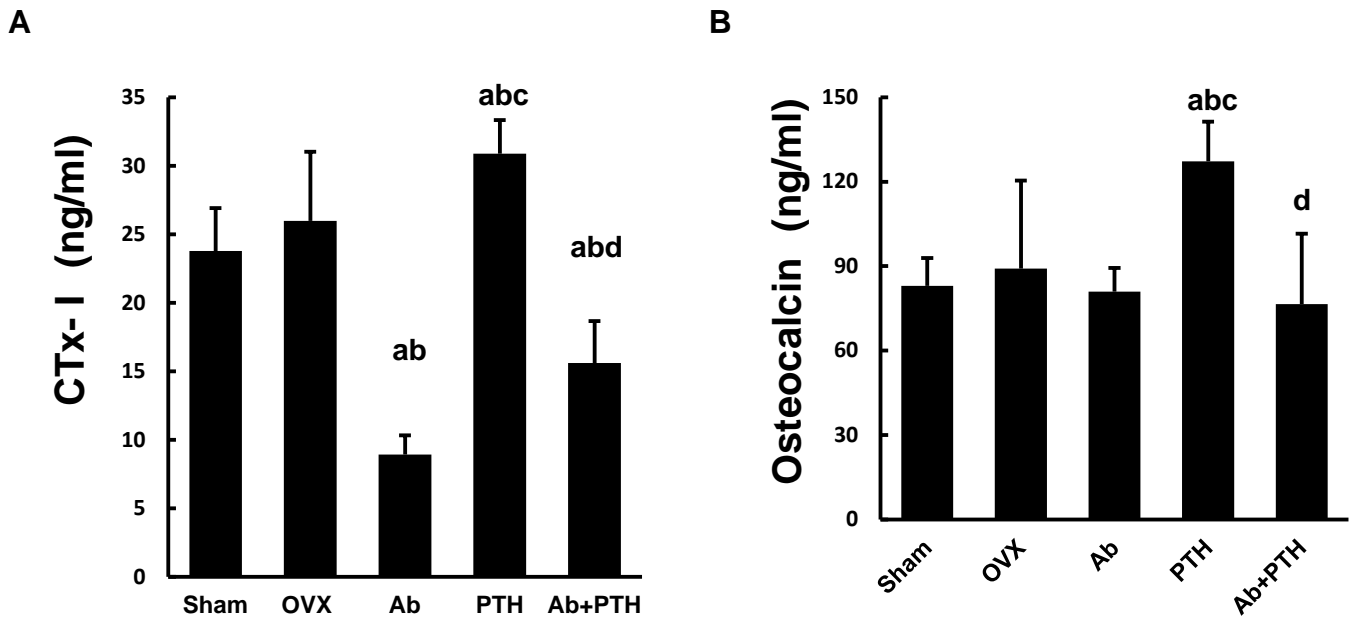 A
CTx- I (ng/ml)
35
30
25
20
15
10
5
0
ab
abc
abd
Sham OVX Ab PTH Ab+PTH
B
Osteocalcin (ng/ml)
150
120
90
60
30
0
abc
d
Sham OVX Ab PTH Ab+PTH